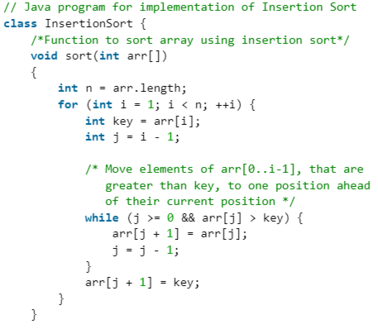 // Java program for implementation of Insertion Sort
class InsertionSort {
    /*Function to sort array using insertion sort*/
    void sort(int arr[])
    {
        int n = arr.length;
        for (int i = 1; i < n; ++i) {
            int key = arr[i];
            int j = i - 1;

            /* Move elements of arr[0..i-1], that are
               greater than key, to one position ahead
               of their current position */
            while (j >= 0 && arr[j] > key) {
                arr[j + 1] = arr[j];
                j = j - 1;
            }
            arr[j + 1] = key;
        }
    }